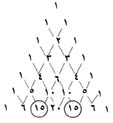 ١
١ ١
١ ٢ ١
١ ٣ ٣ ١
١ ٤ ٦ ٤ ١
١ ٥ ١٠ ١٠ ٥ ١
١ ٦ ١٥ ٢٠ ١٥ ٦ ١